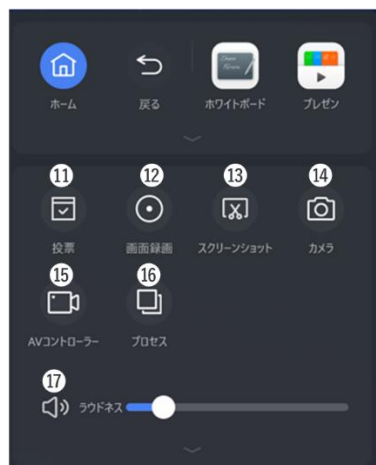 ホーム 戻る ホワイトボード プレゼン
⑪ ⑫ ⑬ ⑭
投票 画面録画 スクリーンショット カメラ
⑮ ⑯
AVコントローラー プロセス
⑰
ラウドネス